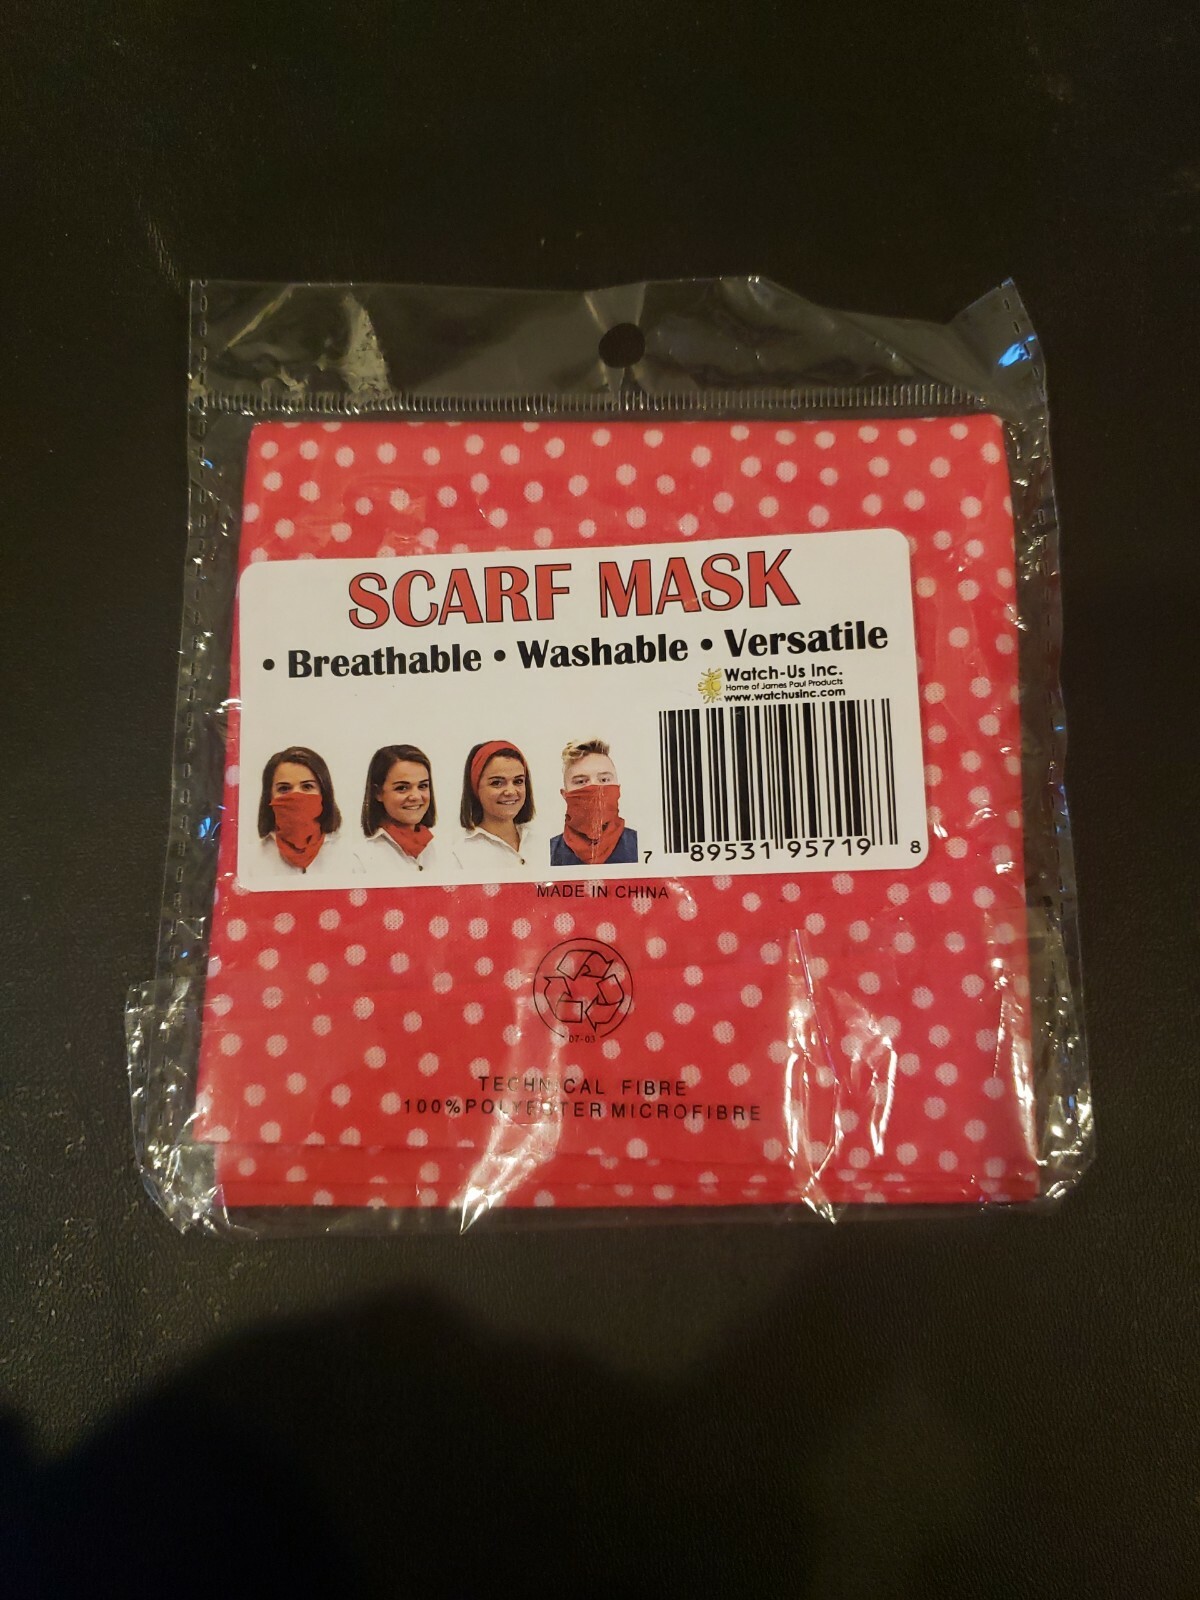 SCARF MASK
• Breathable • Washable • Versatile
Watch-Us Inc.
Home of James Paul Products
www.watchusinc.com
7 89531 95719 8
MADE IN CHINA
07-03
TECHNICAL FIBRE
100%POLYESTER MICROFIBRE